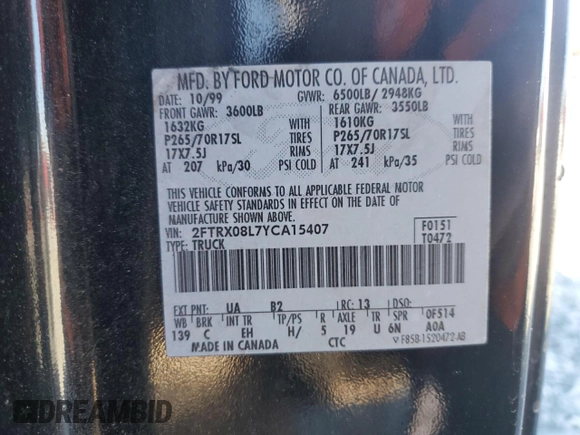 MFD. BY FORD MOTOR CO. OF CANADA, LTD.
DATE: 10/99 GVWR: 6500LB/ 2948KG
FRONT GAWR: 3600LB REAR GAWR: 3550LB
1632KG WITH 1610KG WITH
P265/70R17SL TIRES P265/70R17SL TIRES
17X7.5J RIMS 17X7.5J RIMS
AT 207 kPa/30 PSI COLD AT 241 kPa/35 PSI COLD
THIS VEHICLE CONFORMS TO ALL APPLICABLE FEDERAL MOTOR
VEHICLE SAFETY STANDARDS IN EFFECT ON THE DATE OF
MANUFACTURE SHOWN ABOVE.
VIN: 2FTRX08L7YCA15407 F0151
TYPE: TRUCK T0472
EXT PNT: UA B2 RC: 13 DSO:
WB BRK INT TR TP/PS R AXLE TR SPR 0F514
139 C EH H/ 5 19 U 6N A0A
MADE IN CANADA CTC F85B-1520472-AB
DREAMBID